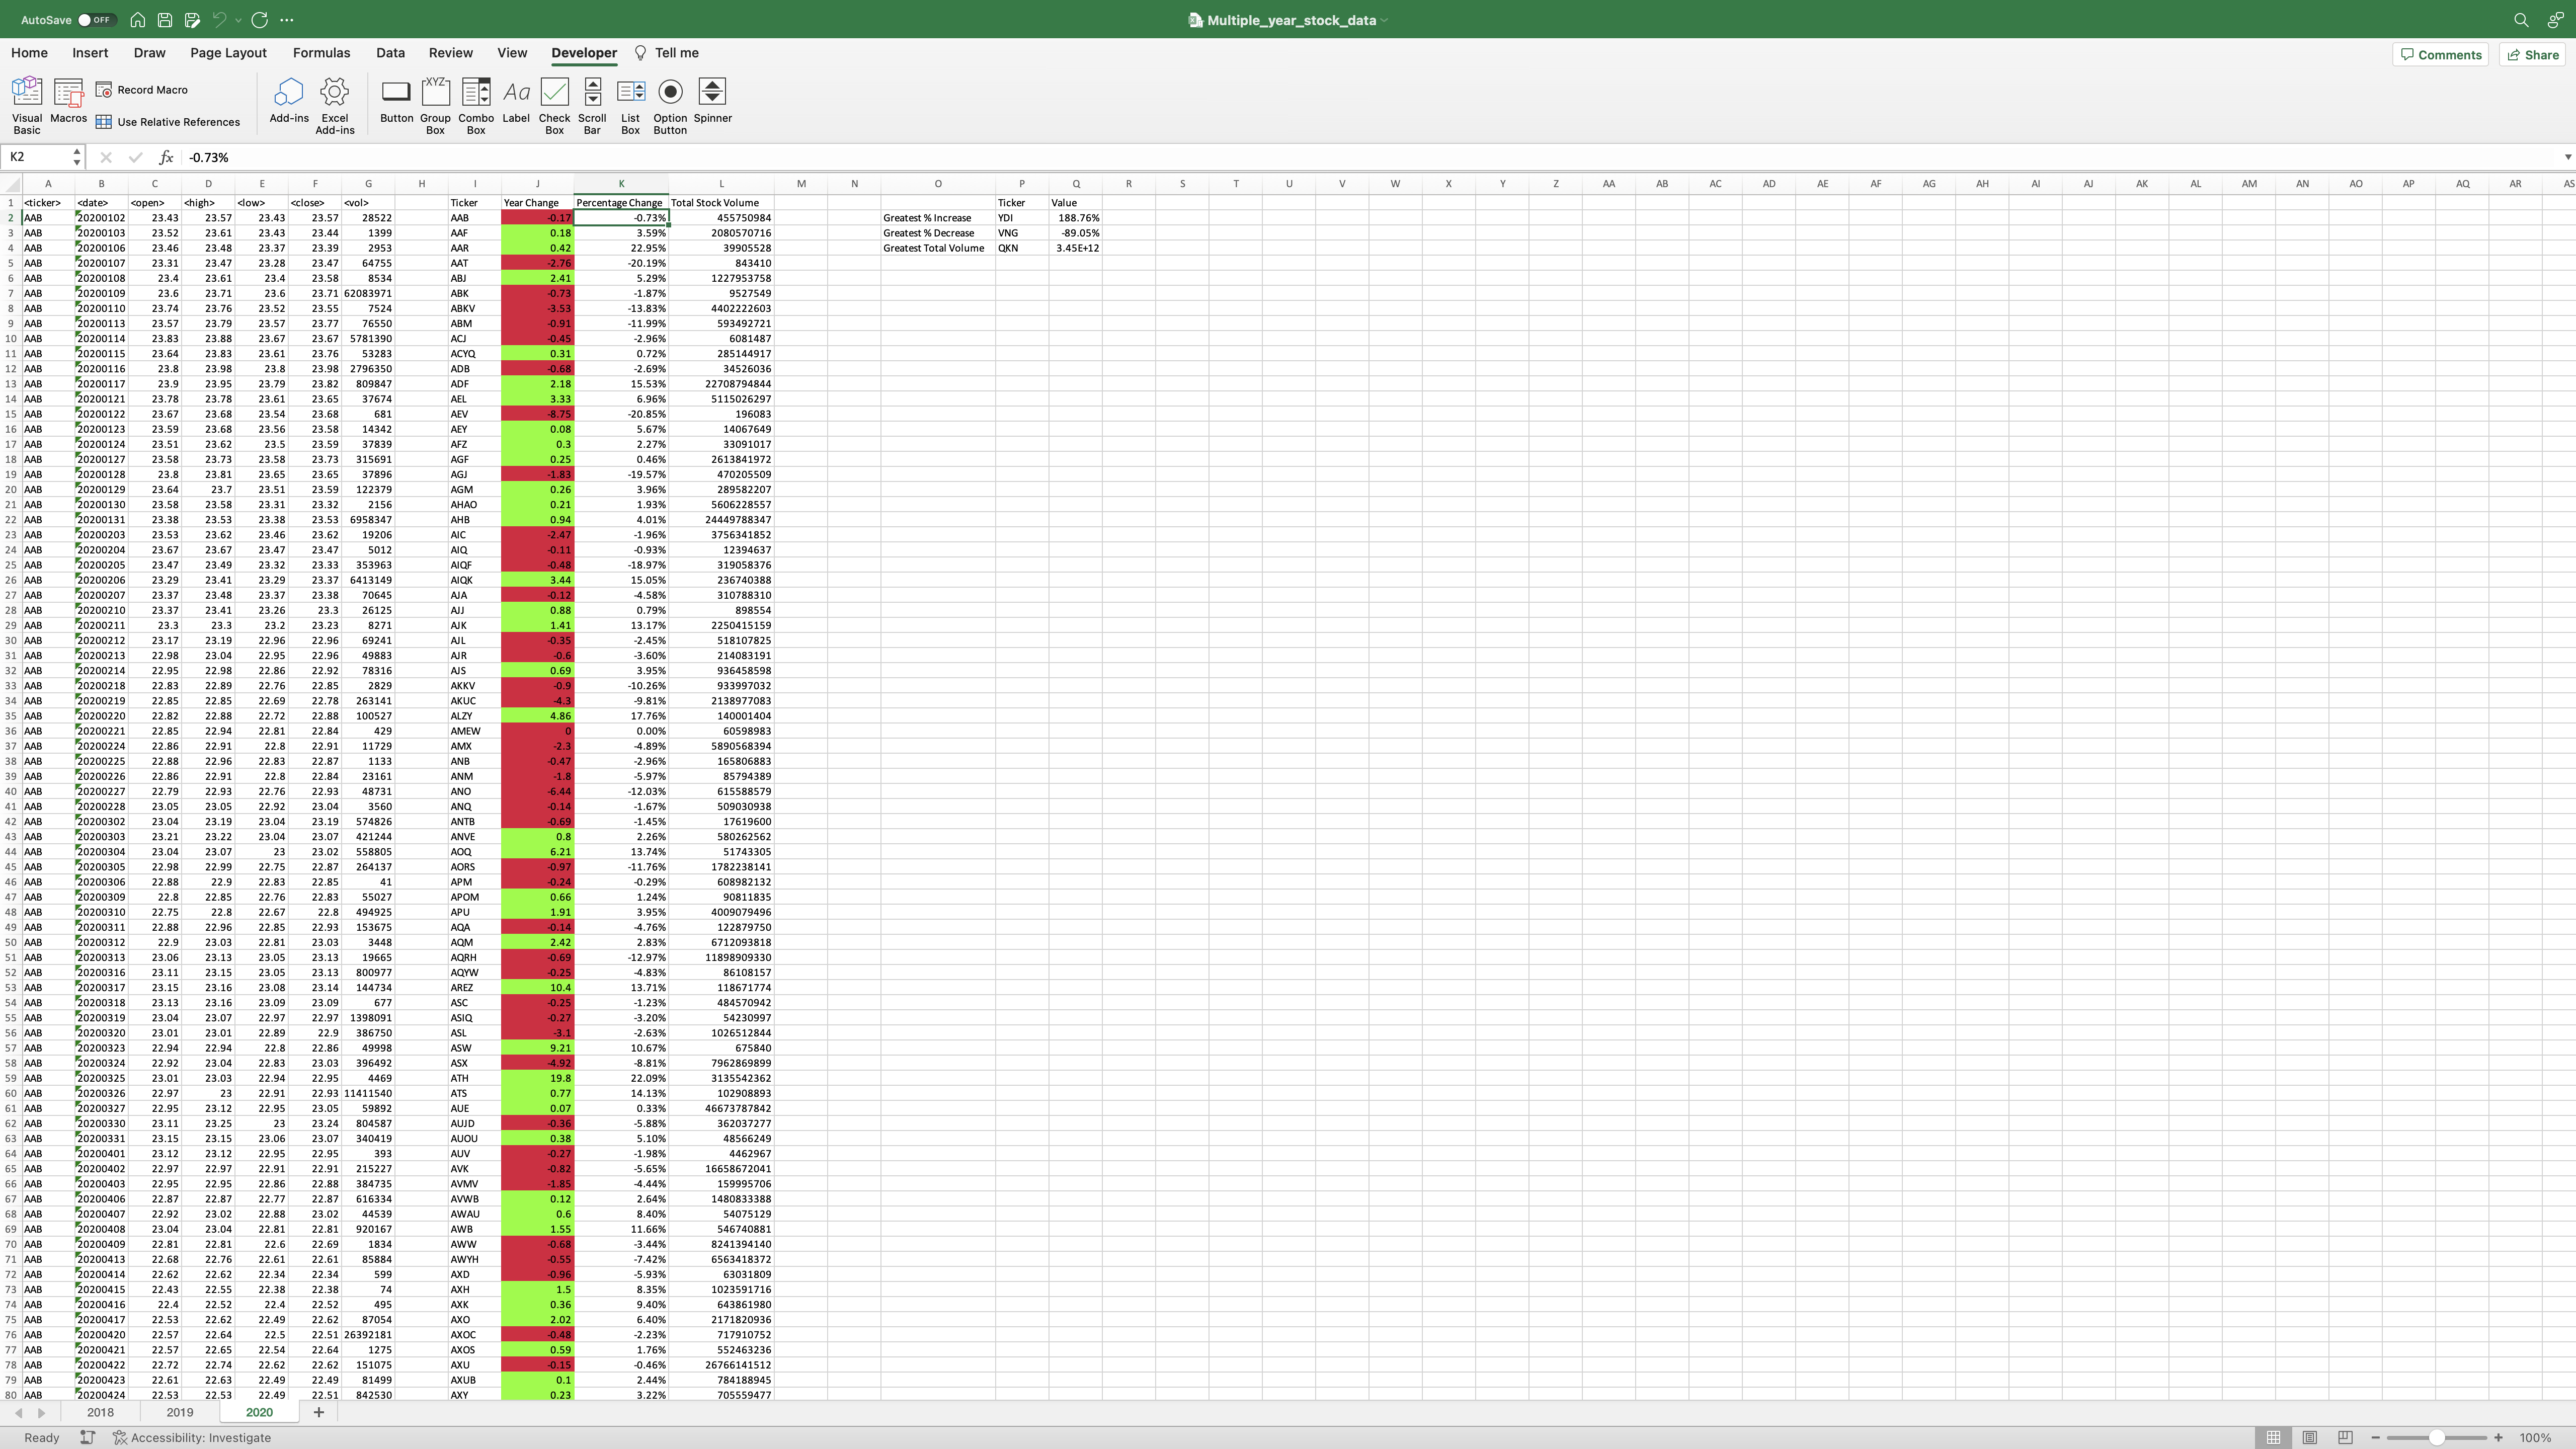 AutoSave OFF Multiple_year_stock_data
Home Insert Draw Page Layout Formulas Data Review View Developer Tell me Comments Share
Visual Basic Macros Record Macro Use Relative References Add-ins Excel Add-ins Button Group Box Combo Box Label Check Box Scroll Bar List Box Option Button Spinner
K2 fx -0.73%
A B C D E F G H I J K L M N O P Q R S T U V W X Y Z AA AB AC AD AE AF AG AH AI AJ AK AL AM AN AO AP AQ AR AS
1 <ticker> <date> <open> <high> <low> <close> <vol> Ticker Year Change Percentage Change Total Stock Volume Ticker Value
2 AAB 20200102 23.43 23.57 23.43 23.57 28522 AAB -0.17 -0.73% 455750984 Greatest % Increase YDI 188.76%
3 AAB 20200103 23.52 23.61 23.43 23.44 1399 AAF 0.18 3.59% 2080570716 Greatest % Decrease VNG -89.05%
4 AAB 20200106 23.46 23.48 23.37 23.39 2953 AAR 0.42 22.95% 39905528 Greatest Total Volume QKN 3.45E+12
5 AAB 20200107 23.31 23.47 23.28 23.47 64755 AAT -2.76 -20.19% 843410
6 AAB 20200108 23.4 23.61 23.4 23.58 8534 ABJ 2.41 5.29% 1227953758
7 AAB 20200109 23.6 23.71 23.6 23.71 62083971 ABK -0.73 -1.87% 9527549
8 AAB 20200110 23.74 23.76 23.52 23.55 7524 ABKV -3.53 -13.83% 4402222603
9 AAB 20200113 23.57 23.79 23.57 23.77 76550 ABM -0.91 -11.99% 593492721
10 AAB 20200114 23.83 23.88 23.67 23.67 5781390 ACJ -0.45 -2.96% 6081487
11 AAB 20200115 23.64 23.83 23.61 23.76 53283 ACYQ 0.31 0.72% 285144917
12 AAB 20200116 23.8 23.98 23.8 23.98 2796350 ADB -0.68 -2.69% 34526036
13 AAB 20200117 23.9 23.95 23.79 23.82 809847 ADF 2.18 15.53% 22708794844
14 AAB 20200121 23.78 23.78 23.61 23.65 37674 AEL 3.33 6.96% 5115026297
15 AAB 20200122 23.67 23.68 23.54 23.68 681 AEV -8.75 -20.85% 196083
16 AAB 20200123 23.59 23.68 23.56 23.58 14342 AEY 0.08 5.67% 14067649
17 AAB 20200124 23.51 23.62 23.5 23.59 37839 AFZ 0.3 2.27% 33091017
18 AAB 20200127 23.58 23.73 23.58 23.73 315691 AGF 0.25 0.46% 2613841972
19 AAB 20200128 23.8 23.81 23.65 23.65 37896 AGJ -1.83 -19.57% 470205509
20 AAB 20200129 23.64 23.7 23.51 23.59 122379 AGM 0.26 3.96% 289582207
21 AAB 20200130 23.58 23.58 23.31 23.32 2156 AHAO 0.21 1.93% 5606228557
22 AAB 20200131 23.38 23.53 23.38 23.53 6958347 AHB 0.94 4.01% 24449788347
23 AAB 20200203 23.53 23.62 23.46 23.62 19206 AIC -2.47 -1.96% 3756341852
24 AAB 20200204 23.67 23.67 23.47 23.47 5012 AIQ -0.11 -0.93% 12394637
25 AAB 20200205 23.47 23.49 23.32 23.33 353963 AIQF -0.48 -18.97% 319058376
26 AAB 20200206 23.29 23.41 23.29 23.37 6413149 AIQK 3.44 15.05% 236740388
27 AAB 20200207 23.37 23.48 23.37 23.38 70645 AJA -0.12 -4.58% 310788310
28 AAB 20200210 23.37 23.41 23.26 23.3 26125 AJJ 0.88 0.79% 898554
29 AAB 20200211 23.3 23.3 23.2 23.23 8271 AJK 1.41 13.17% 2250415159
30 AAB 20200212 23.17 23.19 22.96 22.96 69241 AJL -0.35 -2.45% 518107825
31 AAB 20200213 22.98 23.04 22.95 22.96 49883 AJR -0.6 -3.60% 214083191
32 AAB 20200214 22.95 22.98 22.86 22.92 78316 AJS 0.69 3.95% 936458598
33 AAB 20200218 22.83 22.89 22.76 22.85 2829 AKKV -0.9 -10.26% 933997032
34 AAB 20200219 22.85 22.85 22.69 22.78 263141 AKUC -4.3 -9.81% 2138977083
35 AAB 20200220 22.82 22.88 22.72 22.88 100527 ALZY 4.86 17.76% 140001404
36 AAB 20200221 22.85 22.94 22.81 22.84 429 AMEW 0 0.00% 60598983
37 AAB 20200224 22.86 22.91 22.8 22.91 11729 AMX -2.3 -4.89% 5890568394
38 AAB 20200225 22.88 22.96 22.83 22.87 1133 ANB -0.47 -2.96% 165806883
39 AAB 20200226 22.86 22.91 22.8 22.84 23161 ANM -1.8 -5.97% 85794389
40 AAB 20200227 22.79 22.93 22.76 22.93 48731 ANO -6.44 -12.03% 615588579
41 AAB 20200228 23.05 23.05 22.92 23.04 3560 ANQ -0.14 -1.67% 509030938
42 AAB 20200302 23.04 23.19 23.04 23.19 574826 ANTB -0.69 -1.45% 17619600
43 AAB 20200303 23.21 23.22 23.04 23.07 421244 ANVE 0.8 2.26% 580262562
44 AAB 20200304 23.04 23.07 23 23.02 558805 AOQ 6.21 13.74% 51743305
45 AAB 20200305 22.98 22.99 22.75 22.87 264137 AORS -0.97 -11.76% 1782238141
46 AAB 20200306 22.88 22.9 22.83 22.85 41 APM -0.24 -0.29% 608982132
47 AAB 20200309 22.8 22.85 22.76 22.83 55027 APOM 0.66 1.24% 90811835
48 AAB 20200310 22.75 22.8 22.67 22.8 494925 APU 1.91 3.95% 4009079496
49 AAB 20200311 22.88 22.96 22.85 22.93 153675 AQA -0.14 -4.76% 122879750
50 AAB 20200312 22.9 23.03 22.81 23.03 3448 AQM 2.42 2.83% 6712093818
51 AAB 20200313 23.06 23.13 23.05 23.13 19665 AQRH -0.69 -12.97% 11898909330
52 AAB 20200316 23.11 23.15 23.05 23.13 800977 AQYW -0.25 -4.83% 86108157
53 AAB 20200317 23.15 23.16 23.08 23.14 144734 AREZ 10.4 13.71% 118671774
54 AAB 20200318 23.13 23.16 23.09 23.09 677 ASC -0.25 -1.23% 484570942
55 AAB 20200319 23.04 23.07 22.97 22.97 1398091 ASIQ -0.27 -3.20% 54230997
56 AAB 20200320 23.01 23.01 22.89 22.9 386750 ASL -3.1 -2.63% 1026512844
57 AAB 20200323 22.94 22.94 22.8 22.86 49998 ASW 9.21 10.67% 675840
58 AAB 20200324 22.92 23.04 22.83 23.03 396492 ASX -4.92 -8.81% 7962869899
59 AAB 20200325 23.01 23.03 22.94 22.95 4469 ATH 19.8 22.09% 3135542362
60 AAB 20200326 22.97 23 22.91 22.93 11411540 ATS 0.77 14.13% 102908893
61 AAB 20200327 22.95 23.12 22.95 23.05 59892 AUE 0.07 0.33% 46673787842
62 AAB 20200330 23.11 23.25 23 23.24 804587 AUJD -0.36 -5.88% 362037277
63 AAB 20200331 23.15 23.15 23.06 23.07 340419 AUOU 0.38 5.10% 48566249
64 AAB 20200401 23.12 23.12 22.95 22.95 393 AUV -0.27 -1.98% 4462967
65 AAB 20200402 22.97 22.97 22.91 22.91 215227 AVK -0.82 -5.65% 16658672041
66 AAB 20200403 22.95 22.95 22.86 22.88 384735 AVMV -1.85 -4.44% 159995706
67 AAB 20200406 22.87 22.87 22.77 22.87 616334 AVWB 0.12 2.64% 1480833388
68 AAB 20200407 22.92 23.02 22.88 23.02 44539 AWAU 0.6 8.40% 54075129
69 AAB 20200408 23.04 23.04 22.81 22.81 920167 AWB 1.55 11.66% 546740881
70 AAB 20200409 22.81 22.81 22.6 22.69 1834 AWW -0.68 -3.44% 8241394140
71 AAB 20200413 22.68 22.76 22.61 22.61 85884 AWYH -0.55 -7.42% 6563418372
72 AAB 20200414 22.62 22.62 22.34 22.34 599 AXD -0.96 -5.93% 63031809
73 AAB 20200415 22.43 22.55 22.38 22.38 74 AXH 1.5 8.35% 1023591716
74 AAB 20200416 22.4 22.52 22.4 22.52 495 AXK 0.36 9.40% 643861980
75 AAB 20200417 22.53 22.62 22.49 22.62 87054 AXO 2.02 6.40% 2171820936
76 AAB 20200420 22.57 22.64 22.5 22.51 26392181 AXOC -0.48 -2.23% 717910752
77 AAB 20200421 22.57 22.65 22.54 22.64 1275 AXOS 0.59 1.76% 552463236
78 AAB 20200422 22.72 22.74 22.62 22.62 151075 AXU -0.15 -0.46% 26766141512
79 AAB 20200423 22.61 22.63 22.49 22.49 81499 AXUB 0.1 2.44% 784188945
80 AAB 20200424 22.53 22.53 22.49 22.51 842530 AXY 0.23 3.22% 705559477
2018 2019 2020 +
Ready Accessibility: Investigate 100%